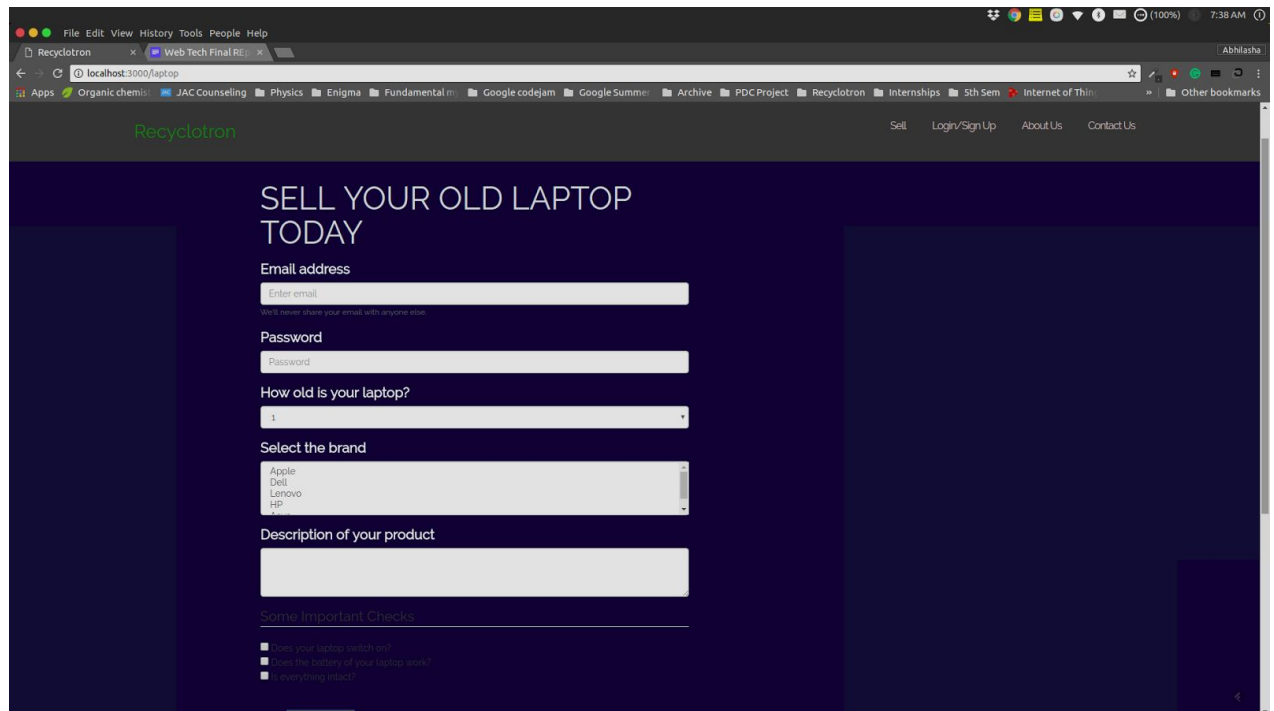 (100%) 7:38 AM
File Edit View History Tools People Help
Recyclotron Web Tech Final REp Abhilasha
localhost:3000/laptop
Apps Organic chemis JAC Counseling Physics Enigma Fundamental m Google codejam Google Summer Archive PDC Project Recyclotron Internships 5th Sem Internet of Thin » Other bookmarks
Recyclotron Sell Login/Sign Up About Us Contact Us
SELL YOUR OLD LAPTOP
TODAY
Email address
Enter email
We'll never share your email with anyone else.
Password
Password
How old is your laptop?
1
Select the brand
Apple
Dell
Lenovo
HP
Description of your product
Some Important Checks
Does your laptop switch on?
Does the battery of your laptop work?
Is everything intact?